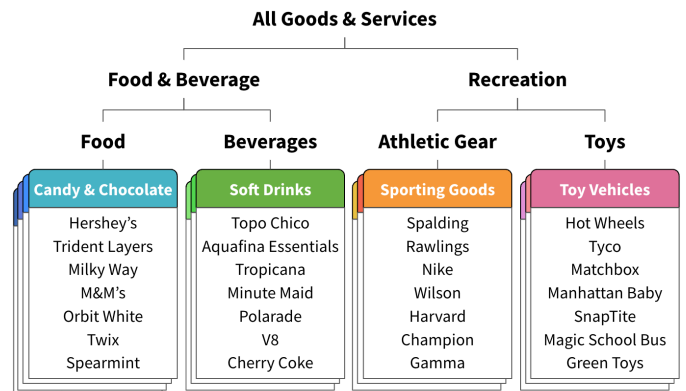 All Goods & Services
Food & Beverage
Recreation
Food
Beverages
Athletic Gear
Toys
Candy & Chocolate
Hershey's
Trident Layers
Milky Way
M&M's
Orbit White
Twix
Spearmint
Soft Drinks
Topo Chico
Aquafina Essentials
Tropicana
Minute Maid
Polarade
V8
Cherry Coke
Sporting Goods
Spalding
Rawlings
Nike
Wilson
Harvard
Champion
Gamma
Toy Vehicles
Hot Wheels
Tyco
Matchbox
Manhattan Baby
SnapTite
Magic School Bus
Green Toys